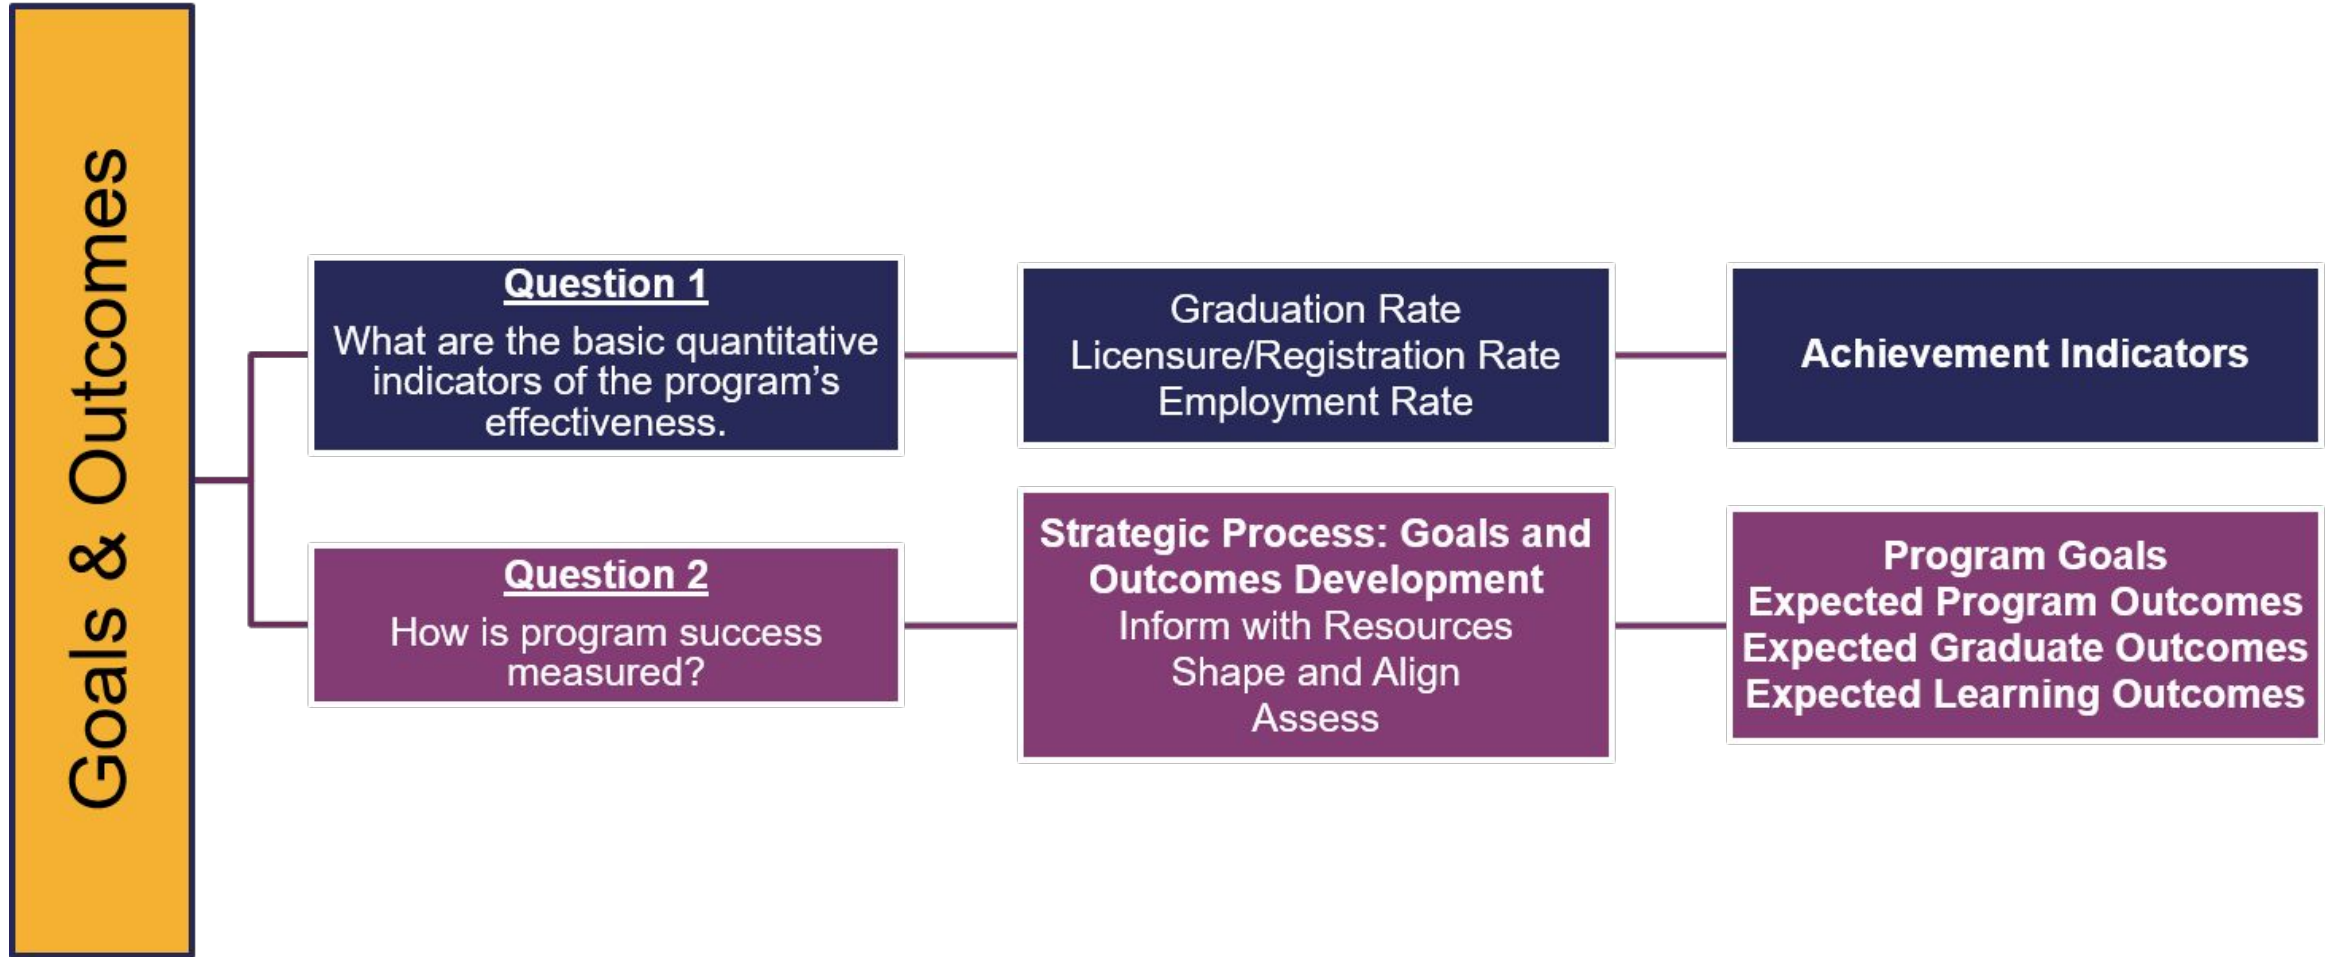 Goals & Outcomes
Question 1
What are the basic quantitative
indicators of the program’s
effectiveness.
Graduation Rate
Licensure/Registration Rate
Employment Rate
Achievement Indicators
Question 2
How is program success
measured?
Strategic Process: Goals and
Outcomes Development
Inform with Resources
Shape and Align
Assess
Program Goals
Expected Program Outcomes
Expected Graduate Outcomes
Expected Learning Outcomes